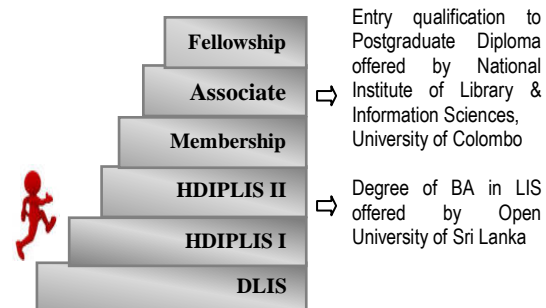 Fellowship
Associate
Membership
HDIPLIS II
HDIPLIS I
DLIS
Entry qualification to
Postgraduate Diploma
offered by National
Institute of Library &
Information Sciences,
University of Colombo
Degree of BA in LIS
offered by Open
University of Sri Lanka